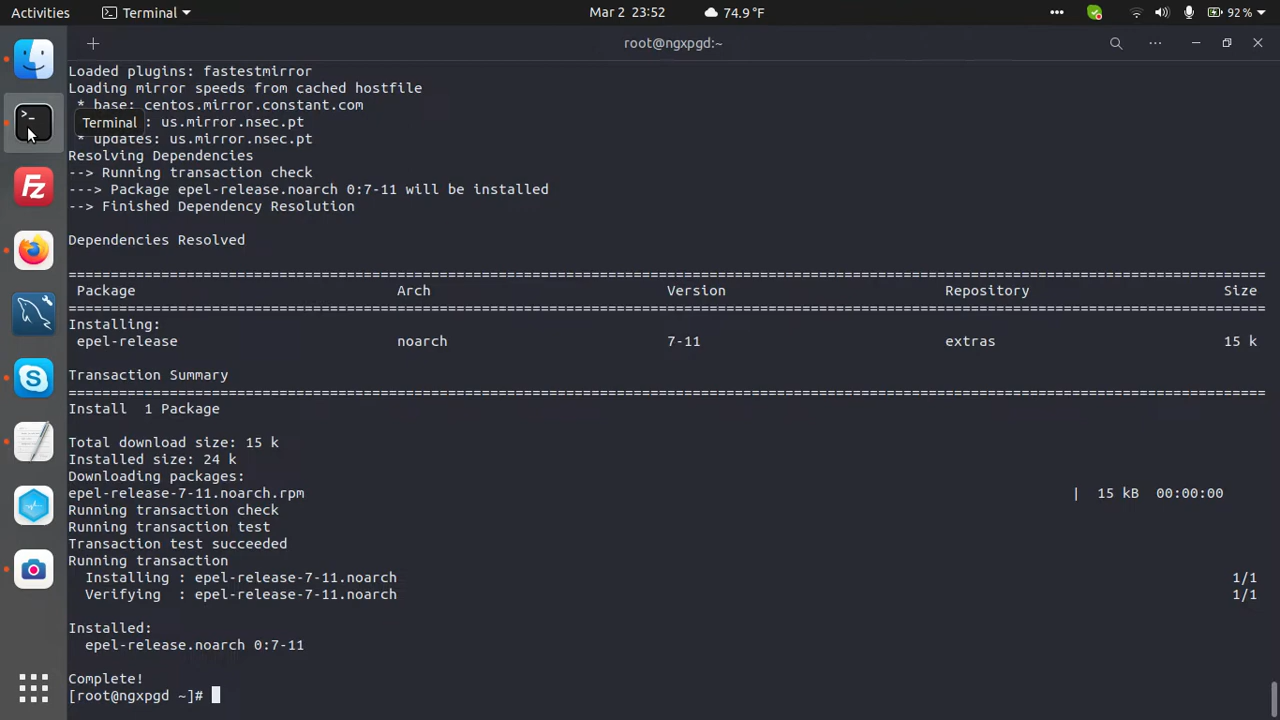 Activities Terminal Mar 2 23:52 74.9 °F 92 %
root@ngxpgd:~
Loaded plugins: fastestmirror
Loading mirror speeds from cached hostfile
* base: centos.mirror.constant.com
Terminal : us.mirror.nsec.pt
* updates: us.mirror.nsec.pt
Resolving Dependencies
--> Running transaction check
---> Package epel-release.noarch 0:7-11 will be installed
--> Finished Dependency Resolution
Dependencies Resolved
================================================================================
Package Arch Version Repository Size
================================================================================
Installing:
epel-release noarch 7-11 extras 15 k
Transaction Summary
================================================================================
Install 1 Package
Total download size: 15 k
Installed size: 24 k
Downloading packages:
epel-release-7-11.noarch.rpm | 15 kB 00:00:00
Running transaction check
Running transaction test
Transaction test succeeded
Running transaction
Installing : epel-release-7-11.noarch 1/1
Verifying : epel-release-7-11.noarch 1/1
Installed:
epel-release.noarch 0:7-11
Complete!
[root@ngxpgd ~]#